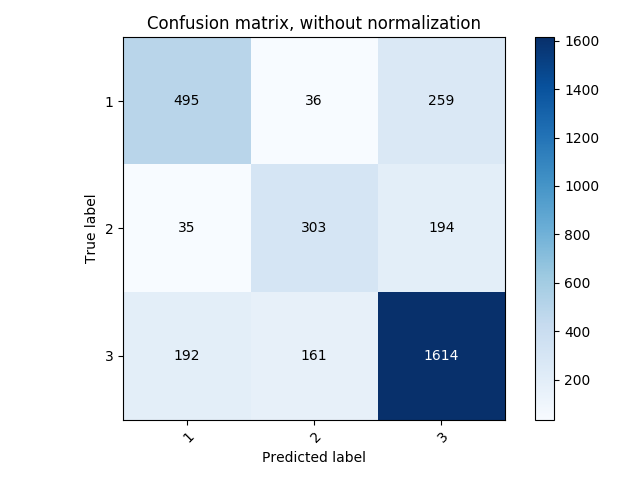 Confusion matrix, without normalization
1600
1400
1200
1000
800
600
400
200
True label
1
495 36 259
2
35 303 194
3
192 161 1614
1 2 3
Predicted label